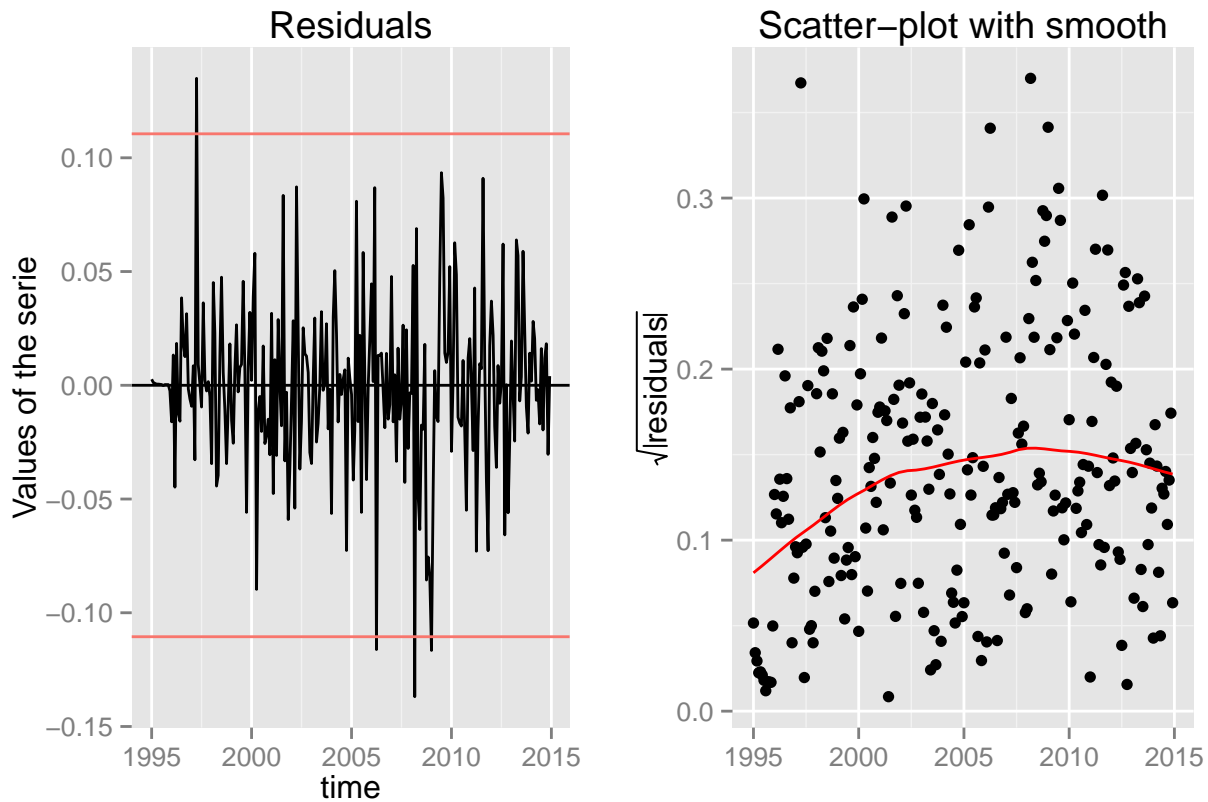 Residuals
Values of the serie
0.10
0.05
0.00
−0.05
−0.10
−0.15
1995 2000 2005 2010 2015
time
Scatter−plot with smooth
√|residuals|
0.3
0.2
0.1
0.0
1995 2000 2005 2010 2015